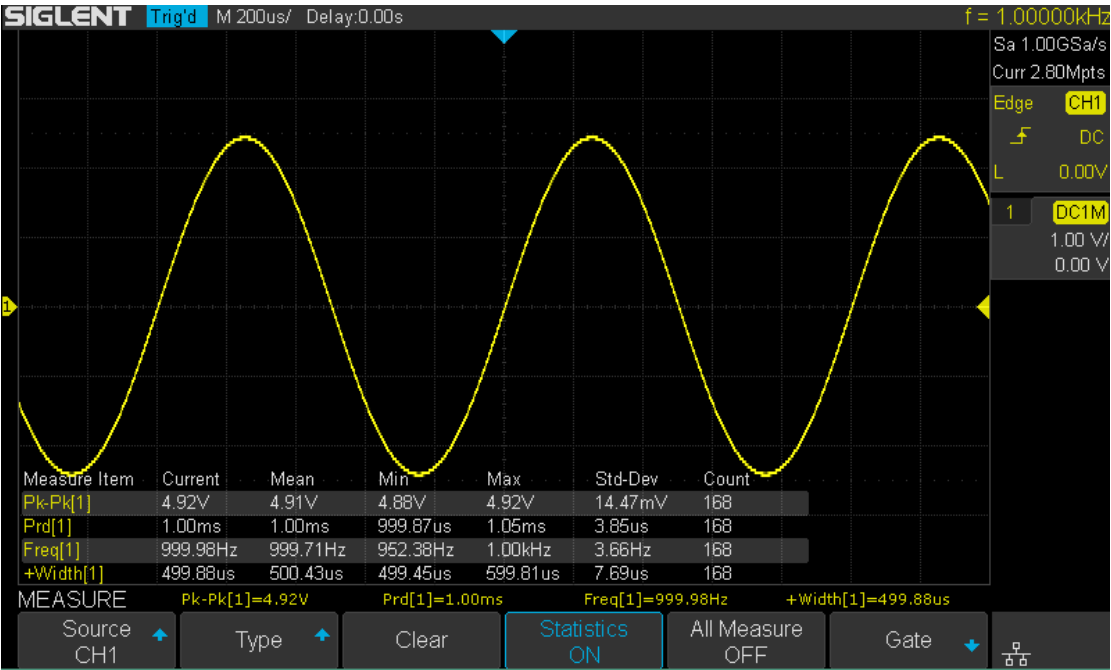 SIGLENT Trig'd M 200us/ Delay:0.00s f = 1.00000kHz
Sa 1.00GSa/s
Curr 2.80Mpts
Edge CH1
DC
L 0.00V
1 DC1M
1.00 V/
0.00 V
1
Measure Item Current Mean Min Max Std-Dev Count
Pk-Pk[1] 4.92V 4.91V 4.88V 4.92V 14.47mV 168
Prd[1] 1.00ms 1.00ms 999.87us 1.05ms 3.85us 168
Freq[1] 999.98Hz 999.71Hz 952.38Hz 1.00kHz 3.66Hz 168
+Width[1] 499.88us 500.43us 499.45us 599.81us 7.69us 168
MEASURE Pk-Pk[1]=4.92V Prd[1]=1.00ms Freq[1]=999.98Hz +Width[1]=499.88us
Source Type Clear Statistics All Measure Gate
CH1 ON OFF